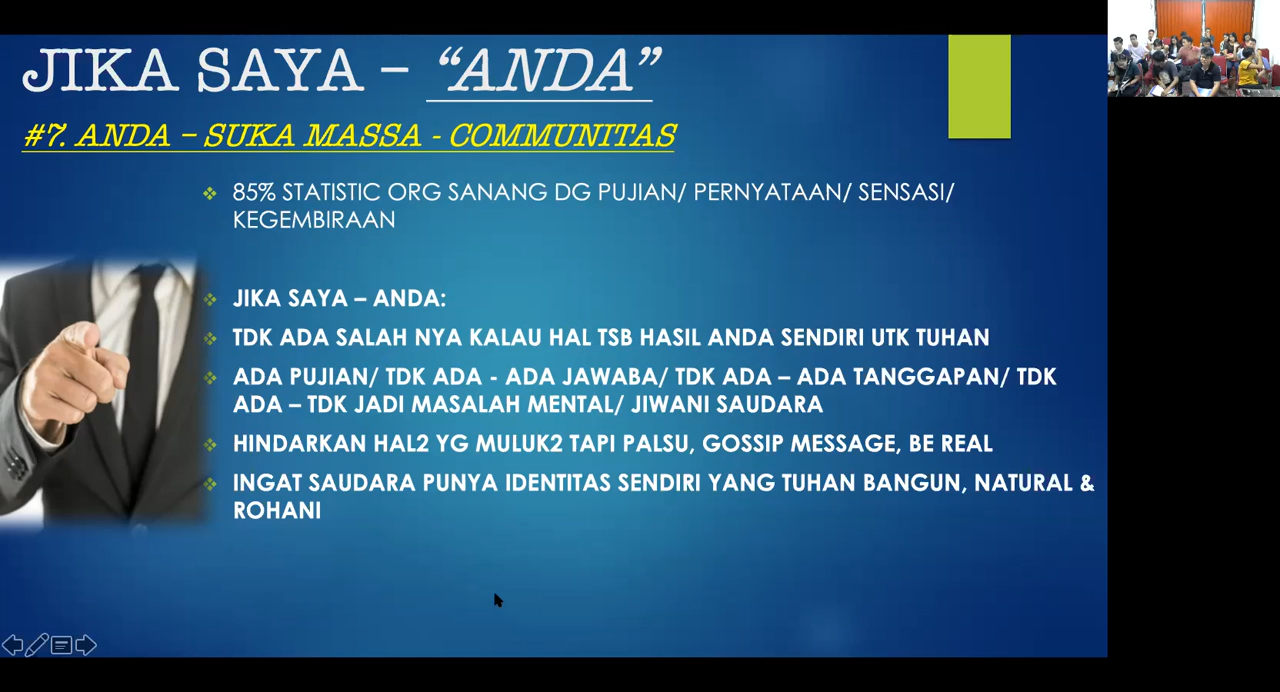 JIKA SAYA – “ANDA”
#7. ANDA – SUKA MASSA - COMMUNITAS
85% STATISTIC ORG SANANG DG PUJIAN/ PERNYATAAN/ SENSASI/
KEGEMBIRAAN
JIKA SAYA – ANDA:
TDK ADA SALAH NYA KALAU HAL TSB HASIL ANDA SENDIRI UTK TUHAN
ADA PUJIAN/ TDK ADA - ADA JAWABA/ TDK ADA – ADA TANGGAPAN/ TDK
ADA – TDK JADI MASALAH MENTAL/ JIWANI SAUDARA
HINDARKAN HAL2 YG MULUK2 TAPI PALSU, GOSSIP MESSAGE, BE REAL
INGAT SAUDARA PUNYA IDENTITAS SENDIRI YANG TUHAN BANGUN, NATURAL &
ROHANI